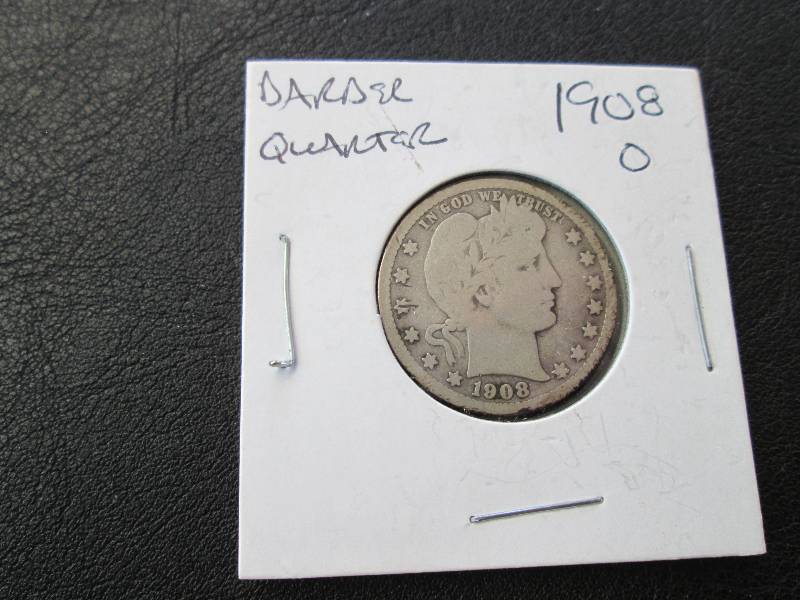 BARBER
QUARTER
1908
O
IN GOD WE TRUST
1908